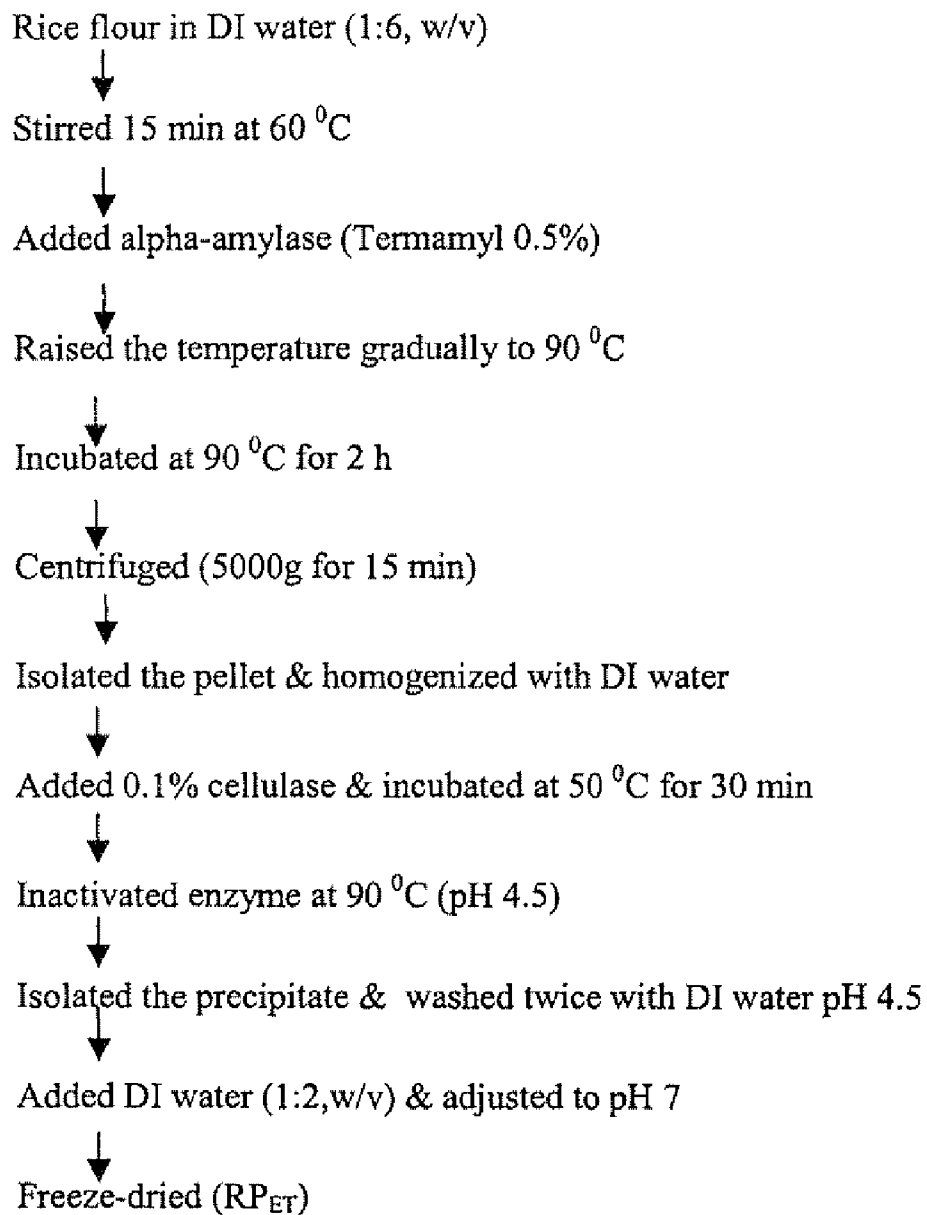 Rice flour in DI water (1:6, w/v)
Stirred 15 min at 60 ⁰C
Added alpha-amylase (Termamyl 0.5%)
Raised the temperature gradually to 90 ⁰C
Incubated at 90 ⁰C for 2 h
Centrifuged (5000g for 15 min)
Isolated the pellet & homogenized with DI water
Added 0.1% cellulase & incubated at 50 ⁰C for 30 min
Inactivated enzyme at 90 ⁰C (pH 4.5)
Isolated the precipitate & washed twice with DI water pH 4.5
Added DI water (1:2,w/v) & adjusted to pH 7
Freeze-dried (RPET)